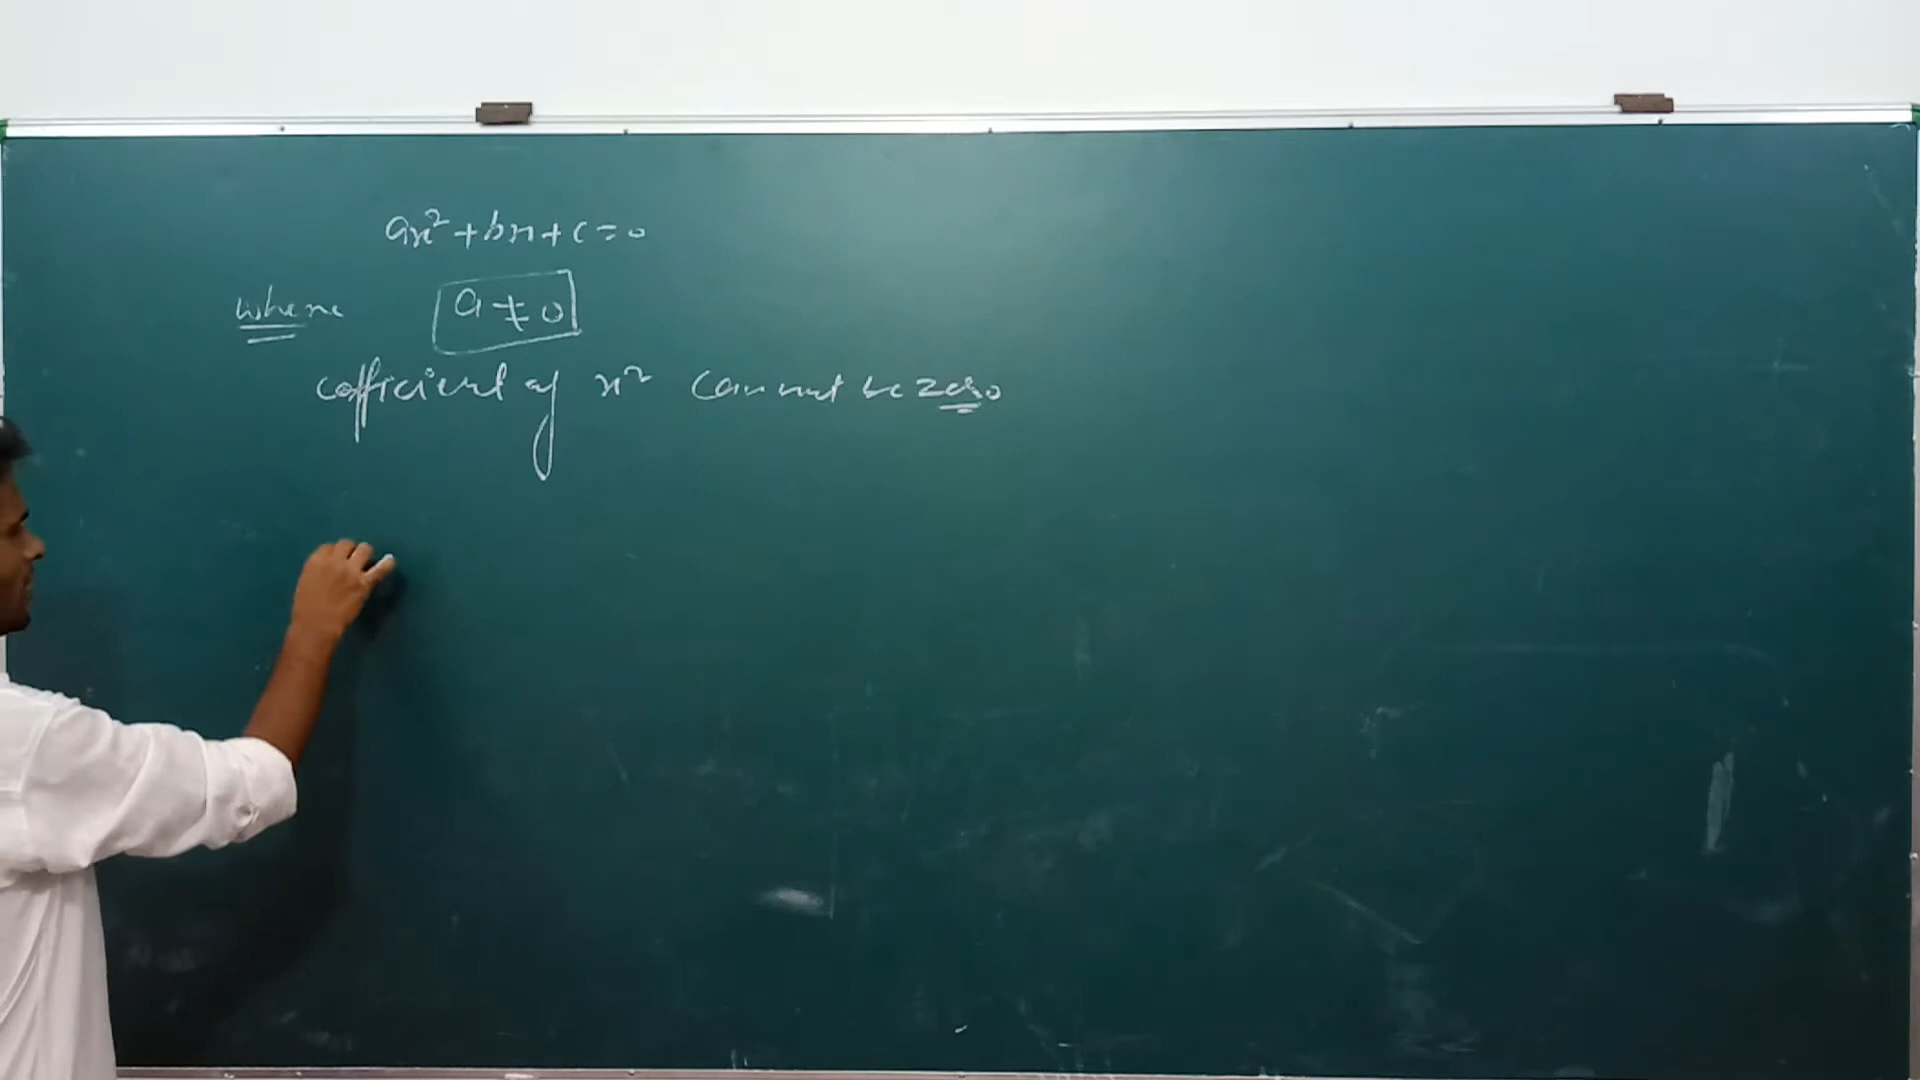 ax²+bx+c=0
where a≠0
cofficient of x² cannot be zero